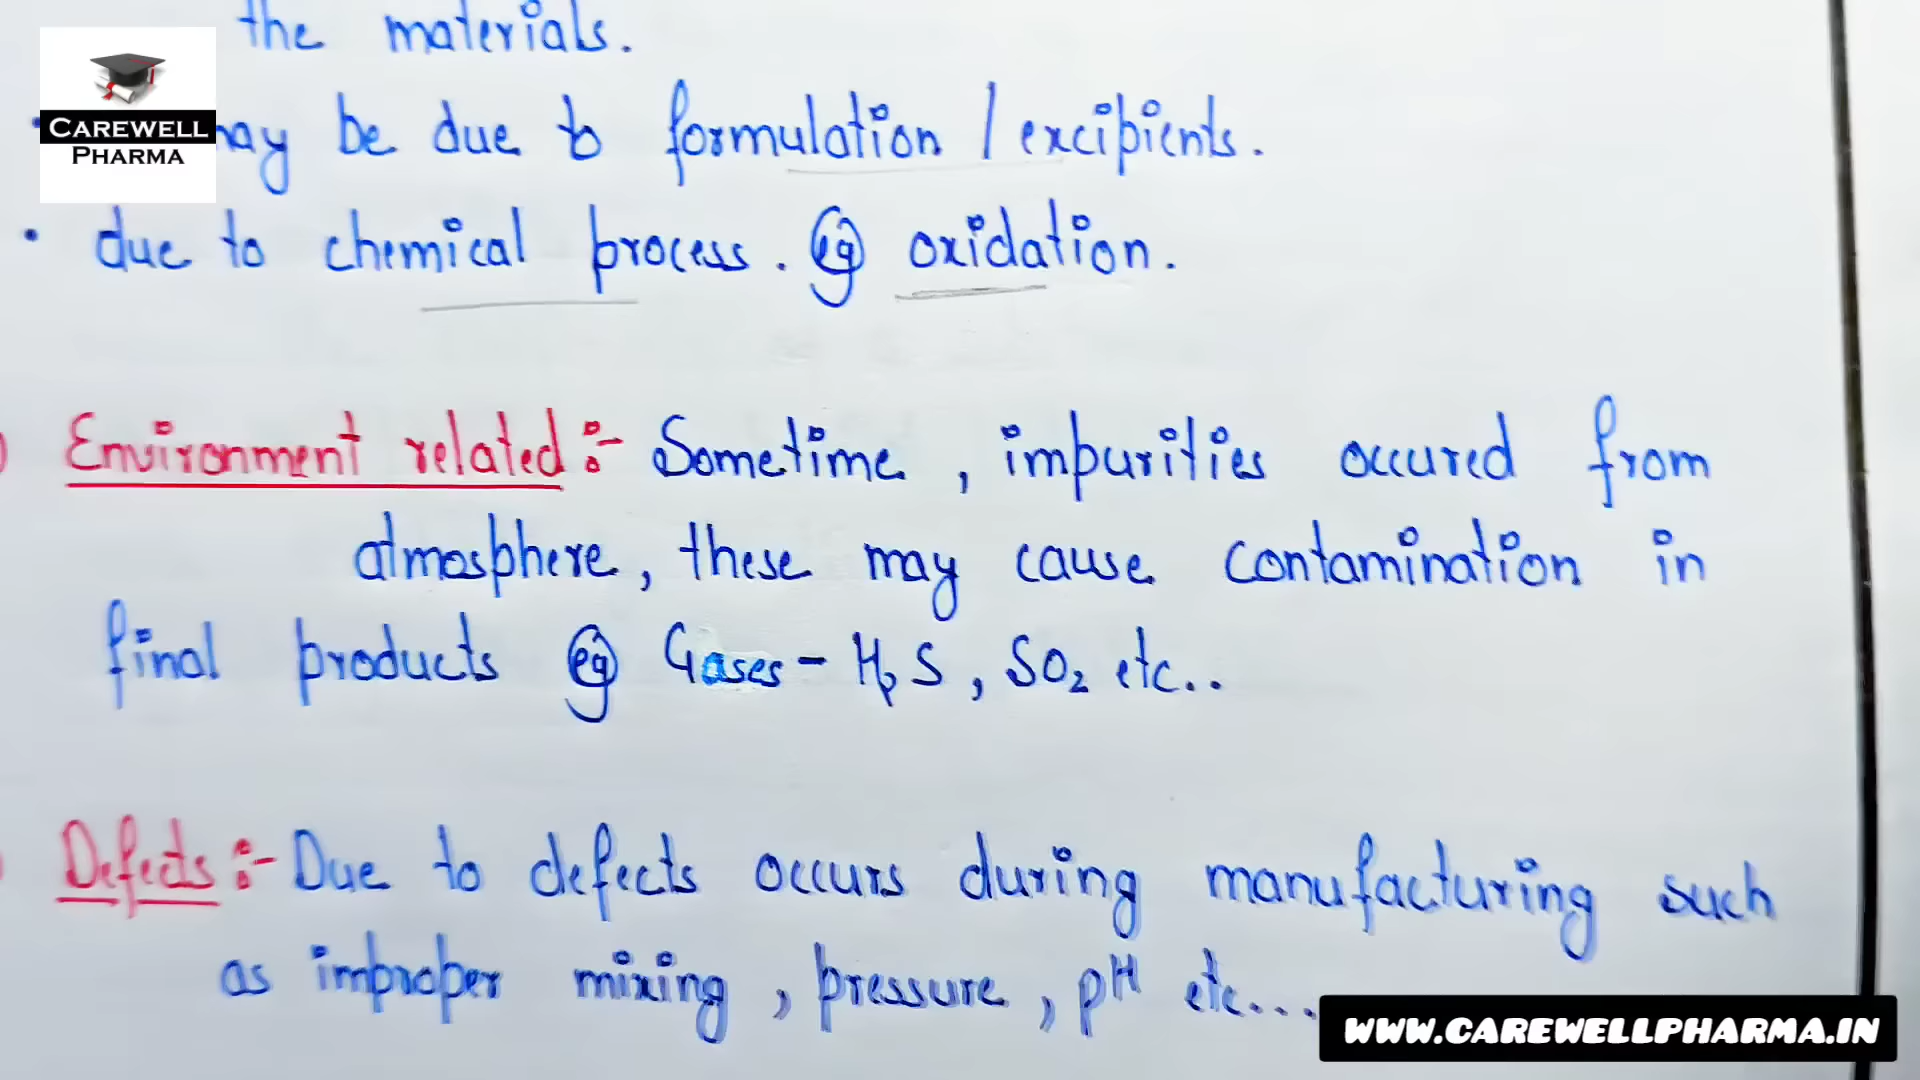 the materials.
CAREWELL
PHARMA
may be due to formulation / excipients.
• due to chemical process. eg oxidation.
Environment related :- Sometime, impurities occured from
atmosphere, these may cause contamination in
final products eg Gases - H₂S, SO₂ etc..
Defects :- Due to defects occurs during manufacturing such
as improper mixing, pressure, pH etc...
WWW.CAREWELLPHARMA.IN